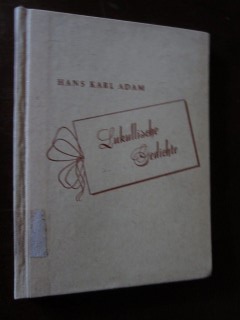 HANS KARL ADAM
Lukullische
Gedichte